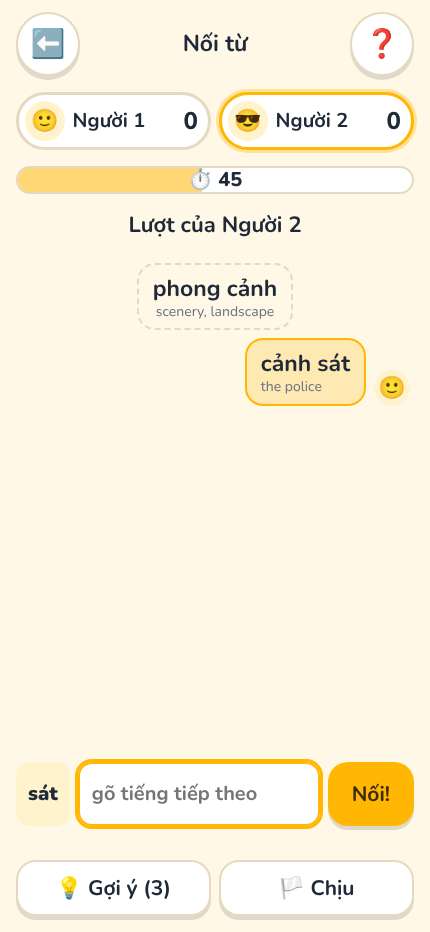 Nối từ
Người 1 0
Người 2 0
45
Lượt của Người 2
phong cảnh
scenery, landscape
cảnh sát
the police
sát
gõ tiếng tiếp theo
Nối!
Gợi ý (3)
Chịu